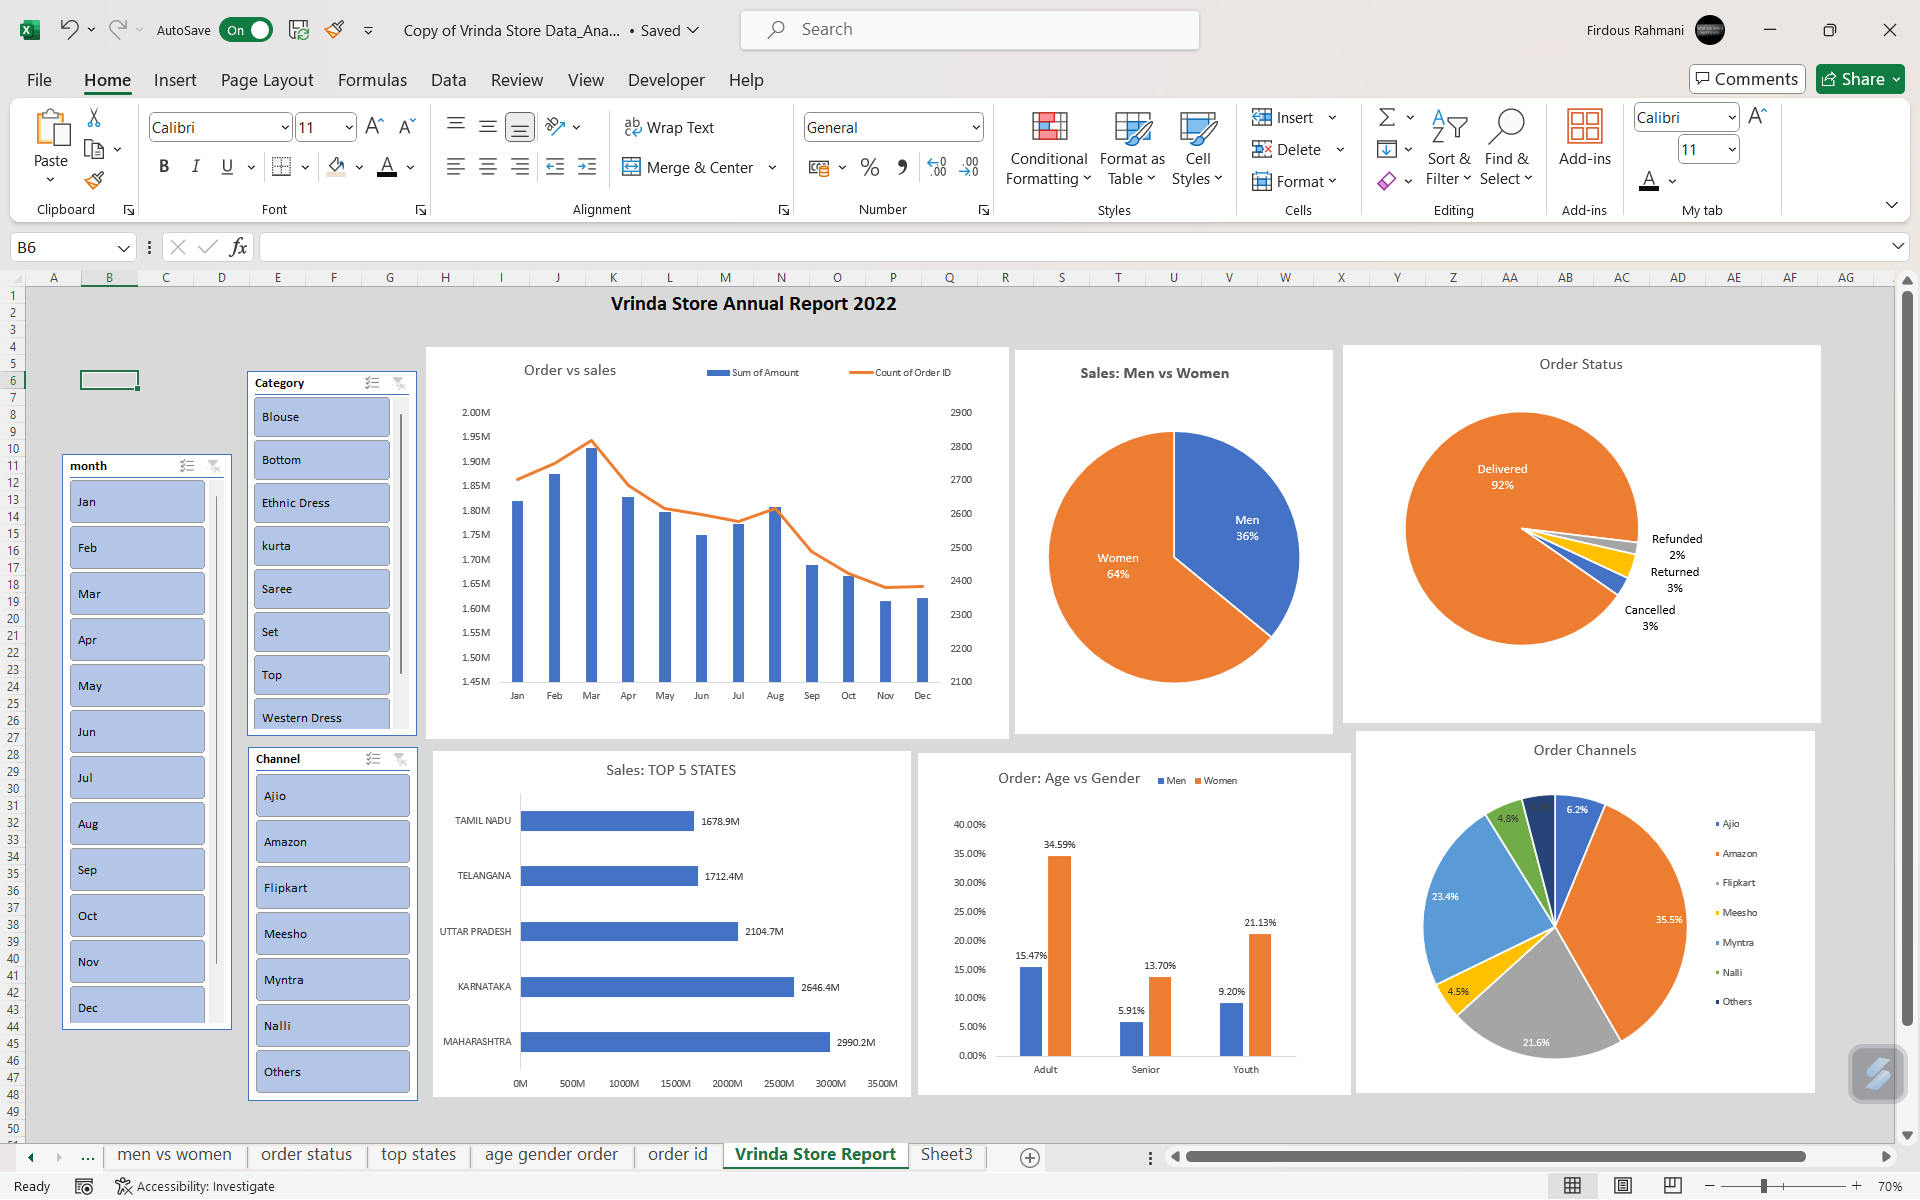 AutoSave On Copy of Vrinda Store Data_Ana... • Saved Search Firdous Rahmani
File Home Insert Page Layout Formulas Data Review View Developer Help Comments Share
Paste
Clipboard
Calibri 11
B I U A
Font
Wrap Text
Merge & Center
Alignment
General
Number
Conditional Formatting
Format as Table
Cell Styles
Styles
Insert
Delete
Format
Cells
Sort & Filter
Find & Select
Editing
Add-ins
Add-ins
Calibri
11
A
My tab
B6 fx
A B C D E F G H I J K L M N O P Q R S T U V W X Y Z AA AB AC AD AE AF AG
1
2
3
4
5
6
7
8
9
10
11
12
13
14
15
16
17
18
19
20
21
22
23
24
25
26
27
28
29
30
31
32
33
34
35
36
37
38
39
40
41
42
43
44
45
46
47
48
49
50
Vrinda Store Annual Report 2022
month
Jan
Feb
Mar
Apr
May
Jun
Jul
Aug
Sep
Oct
Nov
Dec
Category
Blouse
Bottom
Ethnic Dress
kurta
Saree
Set
Top
Western Dress
Channel
Ajio
Amazon
Flipkart
Meesho
Myntra
Nalli
Others
Order vs sales
Sum of Amount Count of Order ID
2.00M
1.95M
1.90M
1.85M
1.80M
1.75M
1.70M
1.65M
1.60M
1.55M
1.50M
1.45M
2900
2800
2700
2600
2500
2400
2300
2200
2100
Jan Feb Mar Apr May Jun Jul Aug Sep Oct Nov Dec
Sales: Men vs Women
Men
36%
Women
64%
Order Status
Delivered
92%
Refunded
2%
Returned
3%
Cancelled
3%
Sales: TOP 5 STATES
TAMIL NADU 1678.9M
TELANGANA 1712.4M
UTTAR PRADESH 2104.7M
KARNATAKA 2646.4M
MAHARASHTRA 2990.2M
0M 500M 1000M 1500M 2000M 2500M 3000M 3500M
Order: Age vs Gender Men Women
40.00%
35.00%
30.00%
25.00%
20.00%
15.00%
10.00%
5.00%
0.00%
15.47%
34.59%
5.91%
13.70%
9.20%
21.13%
Adult Senior Youth
Order Channels
6.2%
35.5%
21.6%
4.5%
23.4%
4.8%
Ajio
Amazon
Flipkart
Meesho
Myntra
Nalli
Others
... men vs women order status top states age gender order order id Vrinda Store Report Sheet3
Ready Accessibility: Investigate 70%